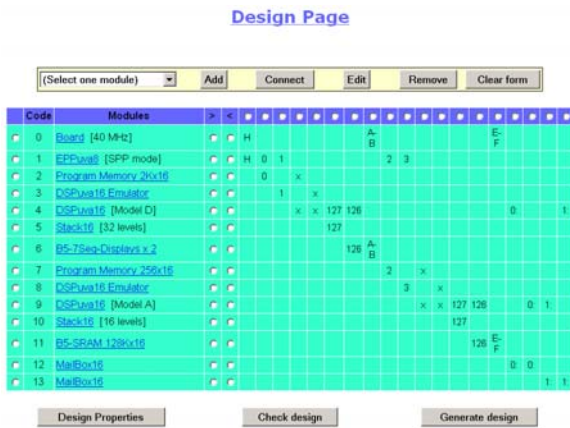 Design Page
(Select one module) Add Connect Edit Remove Clear form
Code Modules > <
0 Board [40 MHz] H A-B E-F
1 EPPuva8 [SPP mode] H 0 1 2 3
2 Program Memory 2Kx16 0 x
3 DSPuva16 Emulator 1 x
4 DSPuva16 [Model D] x x 127 126 0: 1:
5 Stack16 [32 levels] 127
6 B5-7Seg-Displays x 2 126 A-B
7 Program Memory 256x16 2 x
8 DSPuva16 Emulator 3 x
9 DSPuva16 [Model A] x x 127 126 0: 1:
10 Stack16 [16 levels] 127
11 B5-SRAM 128Kx16 126 E-F
12 MailBox16 0: 0:
13 MailBox16 1: 1:
Design Properties Check design Generate design